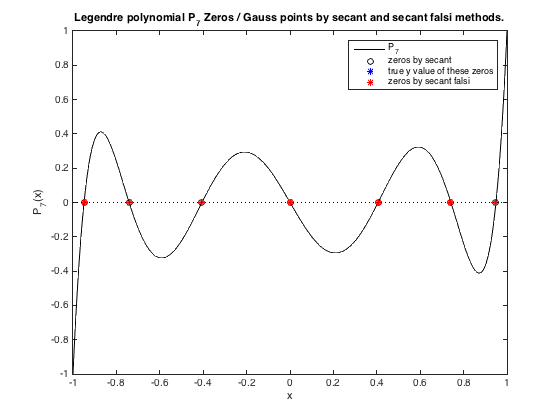 Legendre polynomial P7 Zeros / Gauss points by secant and secant falsi methods.
P7
zeros by secant
true y value of these zeros
zeros by secant falsi
1
0.8
0.6
0.4
0.2
0
-0.2
-0.4
-0.6
-0.8
-1
P7(x)
-1 -0.8 -0.6 -0.4 -0.2 0 0.2 0.4 0.6 0.8 1
x